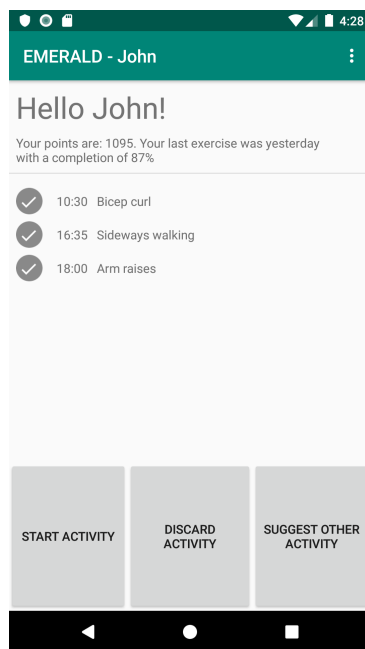 4:28
EMERALD - John
Hello John!
Your points are: 1095. Your last exercise was yesterday
with a completion of 87%
10:30 Bicep curl
16:35 Sideways walking
18:00 Arm raises
START ACTIVITY
DISCARD
ACTIVITY
SUGGEST OTHER
ACTIVITY